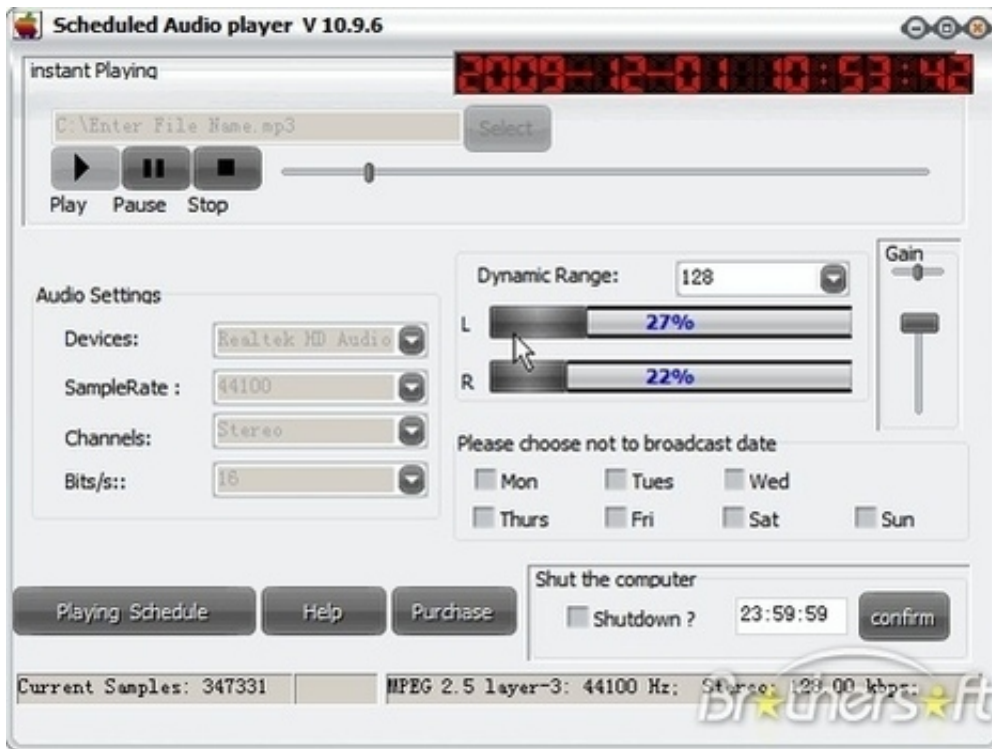 Scheduled Audio player V 10.9.6
instant Playing
2009-12-01 10:53:42
C:\Enter File Name.mp3
Select
Play Pause Stop
Gain
Dynamic Range: 128
Audio Settings
L 27%
Devices: Realtek HD Audio
R 22%
SampleRate : 44100
Channels: Stereo
Please choose not to broadcast date
Bits/s:: 16
Mon Tues Wed
Thurs Fri Sat Sun
Shut the computer
Playing Schedule Help Purchase
Shutdown ? 23:59:59 confirm
Current Samples: 347331
MPEG 2.5 layer-3: 44100 Hz; Stereo; 128.00 kbps;
Brothersoft